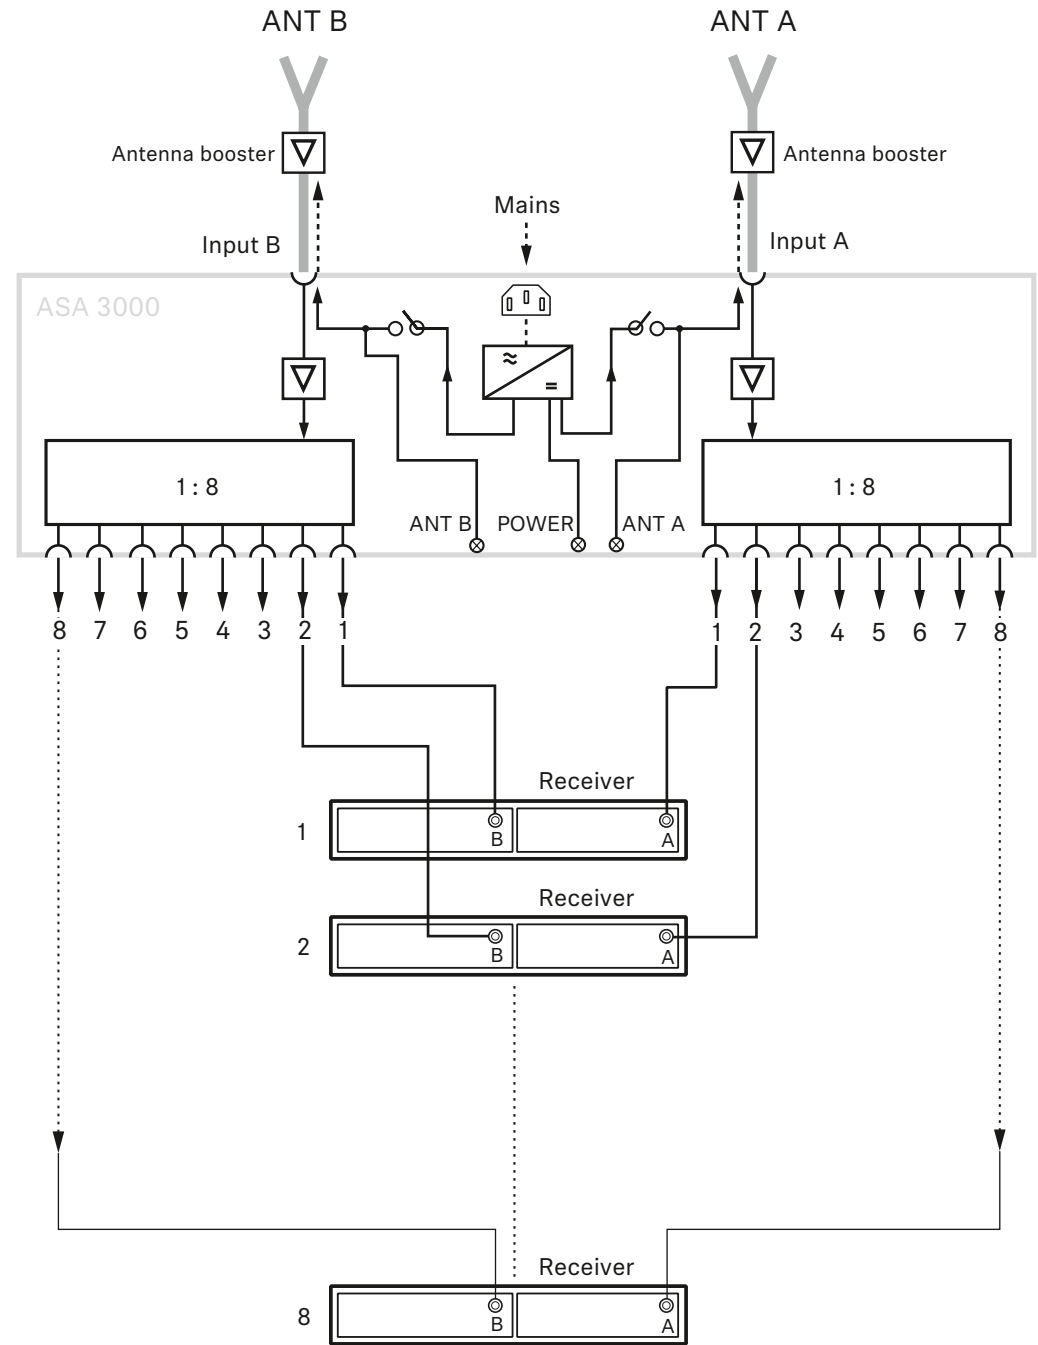 ANT B
ANT A
Antenna booster
Antenna booster
Mains
Input B
Input A
ASA 3000
≈
=
1 : 8
1 : 8
ANT B
POWER
ANT A
8 7 6 5 4 3 2 1
1 2 3 4 5 6 7 8
Receiver
1
B
A
Receiver
2
B
A
Receiver
8
B
A